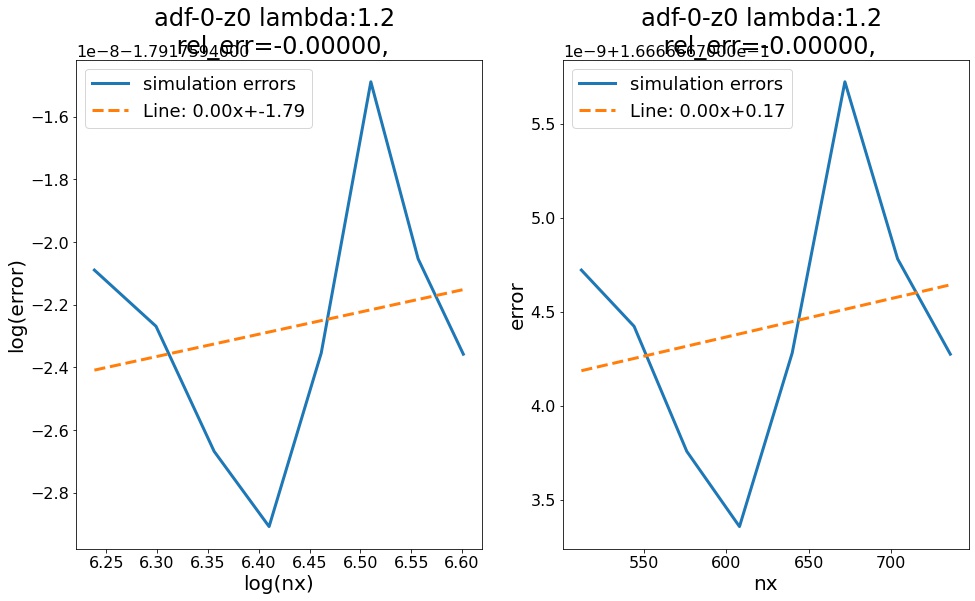 adf-0-z0 lambda:1.2
rel_err=-0.00000,
1e−8−1.7917594000
simulation errors
Line: 0.00x+-1.79
−1.6
−1.8
−2.0
−2.2
−2.4
−2.6
−2.8
log(error)
6.25 6.30 6.35 6.40 6.45 6.50 6.55 6.60
log(nx)
adf-0-z0 lambda:1.2
rel_err=-0.00000,
1e−9+1.6666667000e−1
simulation errors
Line: 0.00x+0.17
5.5
5.0
4.5
4.0
3.5
error
550 600 650 700
nx